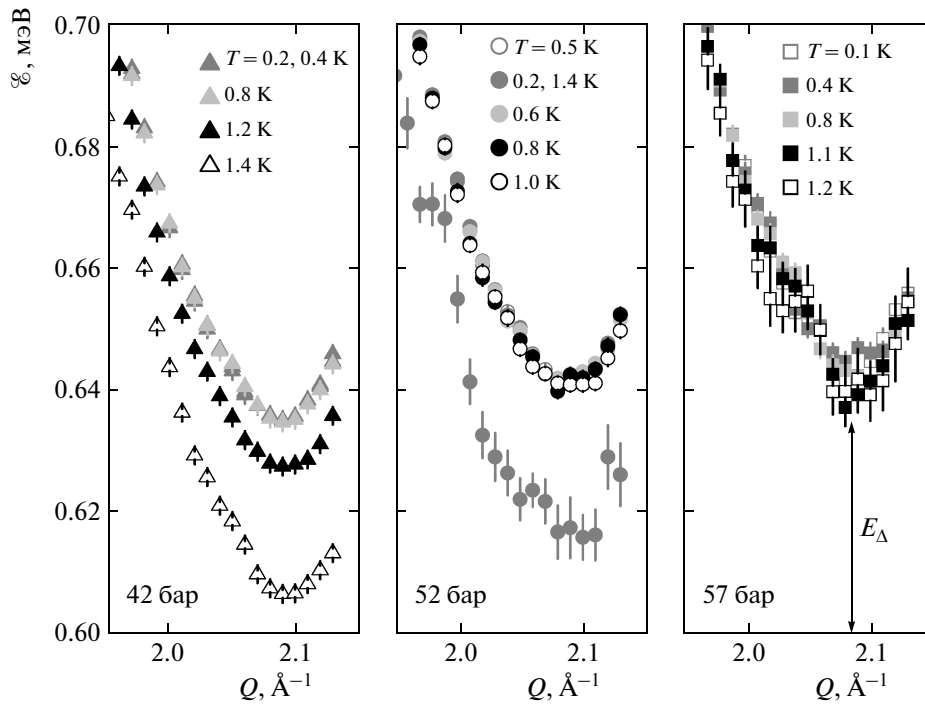 ℰ, мэВ
0.70
0.68
0.66
0.64
0.62
0.60
T = 0.2, 0.4 K
0.8 K
1.2 K
1.4 K
42 бар
2.0
2.1
Q, Å⁻¹
T = 0.5 K
0.2, 1.4 K
0.6 K
0.8 K
1.0 K
52 бар
2.0
2.1
Q, Å⁻¹
T = 0.1 K
0.4 K
0.8 K
1.1 K
1.2 K
E_Δ
57 бар
2.0
2.1
Q, Å⁻¹